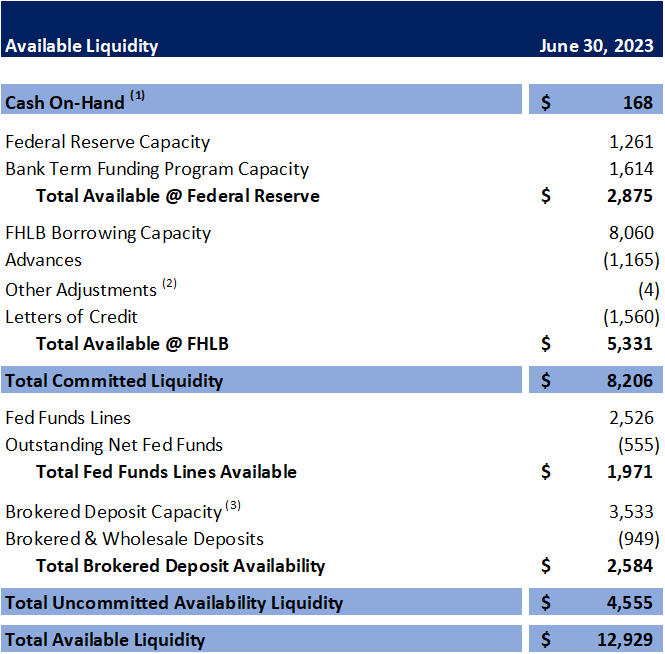 Available Liquidity June 30, 2023
Cash On-Hand (1) $ 168
Federal Reserve Capacity 1,261
Bank Term Funding Program Capacity 1,614
Total Available @ Federal Reserve $ 2,875
FHLB Borrowing Capacity 8,060
Advances (1,165)
Other Adjustments (2) (4)
Letters of Credit (1,560)
Total Available @ FHLB $ 5,331
Total Committed Liquidity $ 8,206
Fed Funds Lines 2,526
Outstanding Net Fed Funds (555)
Total Fed Funds Lines Available $ 1,971
Brokered Deposit Capacity (3) 3,533
Brokered & Wholesale Deposits (949)
Total Brokered Deposit Availability $ 2,584
Total Uncommitted Availability Liquidity $ 4,555
Total Available Liquidity $ 12,929